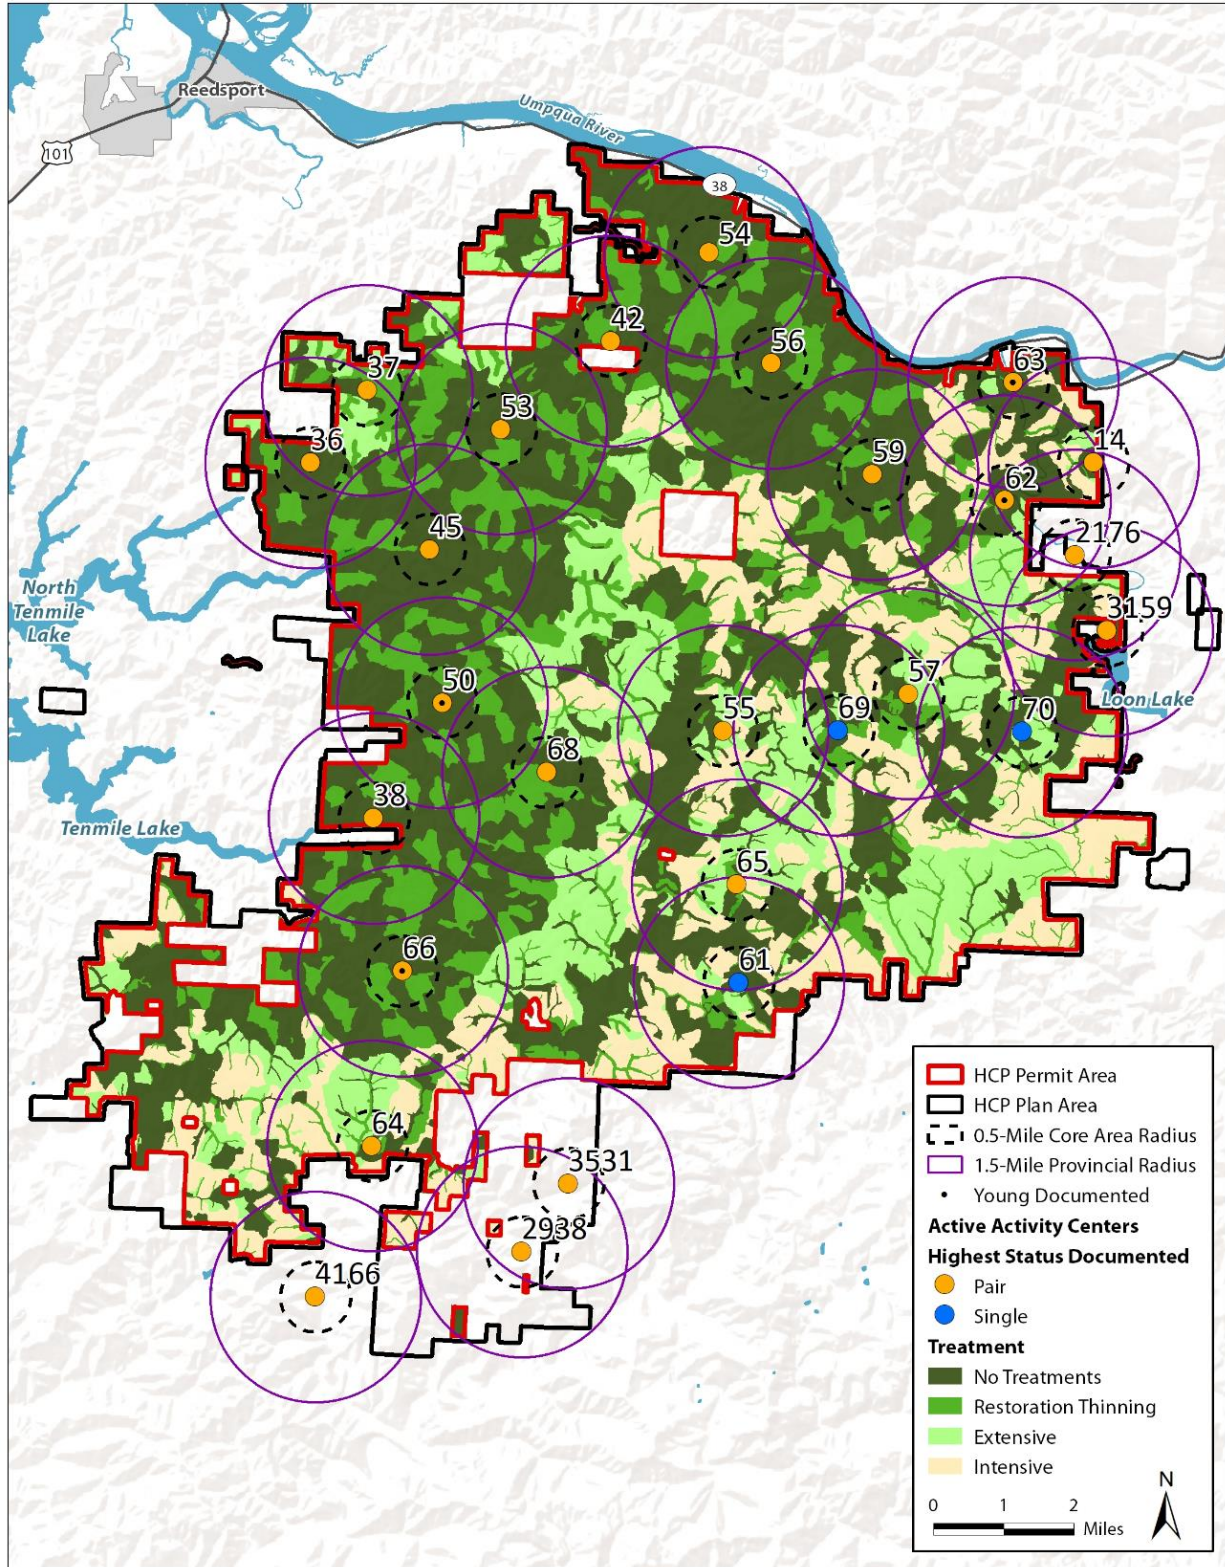 Reedsport
Umpqua River
101
38
54
42
56
63
37
53
14
36
59
62
45
2176
3159
North
Tenmile
Lake
50
57
55
69
70
Loon Lake
68
38
Tenmile Lake
65
66
61
64
3531
2938
4166
HCP Permit Area
HCP Plan Area
0.5-Mile Core Area Radius
1.5-Mile Provincial Radius
Young Documented
Active Activity Centers
Highest Status Documented
Pair
Single
Treatment
No Treatments
Restoration Thinning
Extensive
Intensive
N
0 1 2
Miles